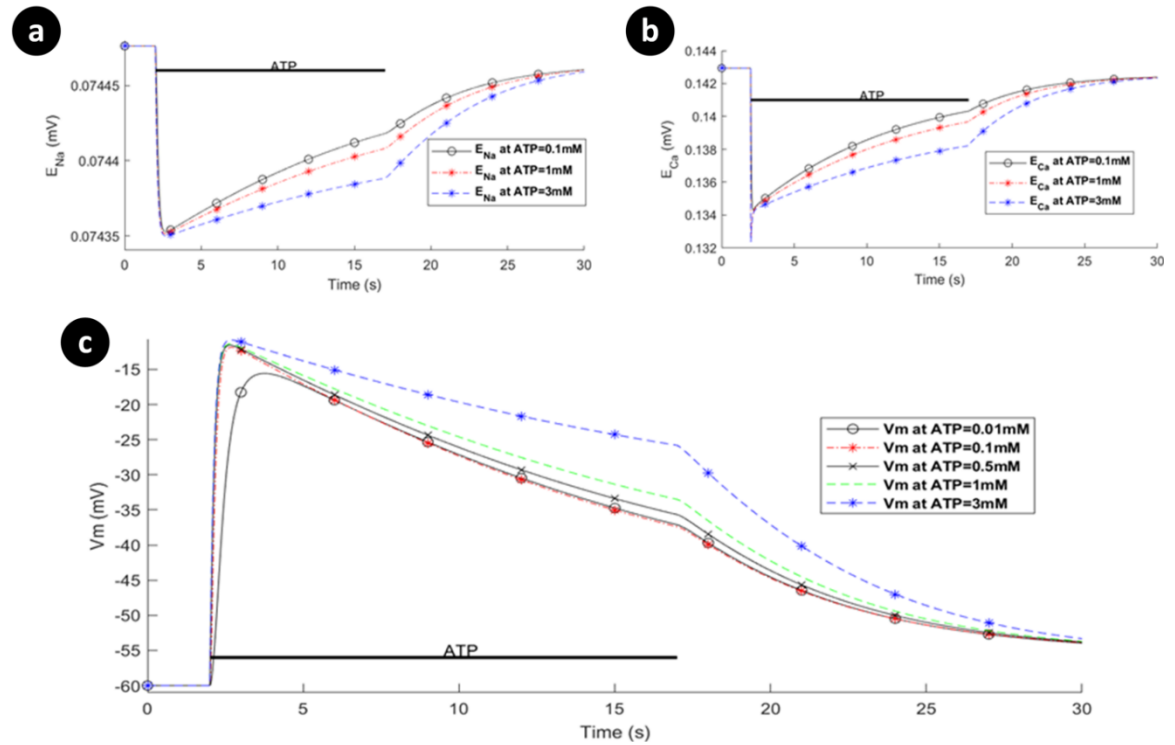 a
ATP
0.07445
0.0744
0.07435
E_Na (mV)
E_Na at ATP=0.1mM
E_Na at ATP=1mM
E_Na at ATP=3mM
0 5 10 15 20 25 30
Time (s)
b
0.144
0.142
0.14
0.138
0.136
0.134
0.132
E_Ca (mV)
ATP
E_Ca at ATP=0.1mM
E_Ca at ATP=1mM
E_Ca at ATP=3mM
0 5 10 15 20 25 30
Time (s)
c
-15
-20
-25
-30
-35
-40
-45
-50
-55
-60
Vm (mV)
Vm at ATP=0.01mM
Vm at ATP=0.1mM
Vm at ATP=0.5mM
Vm at ATP=1mM
Vm at ATP=3mM
ATP
0 5 10 15 20 25 30
Time (s)